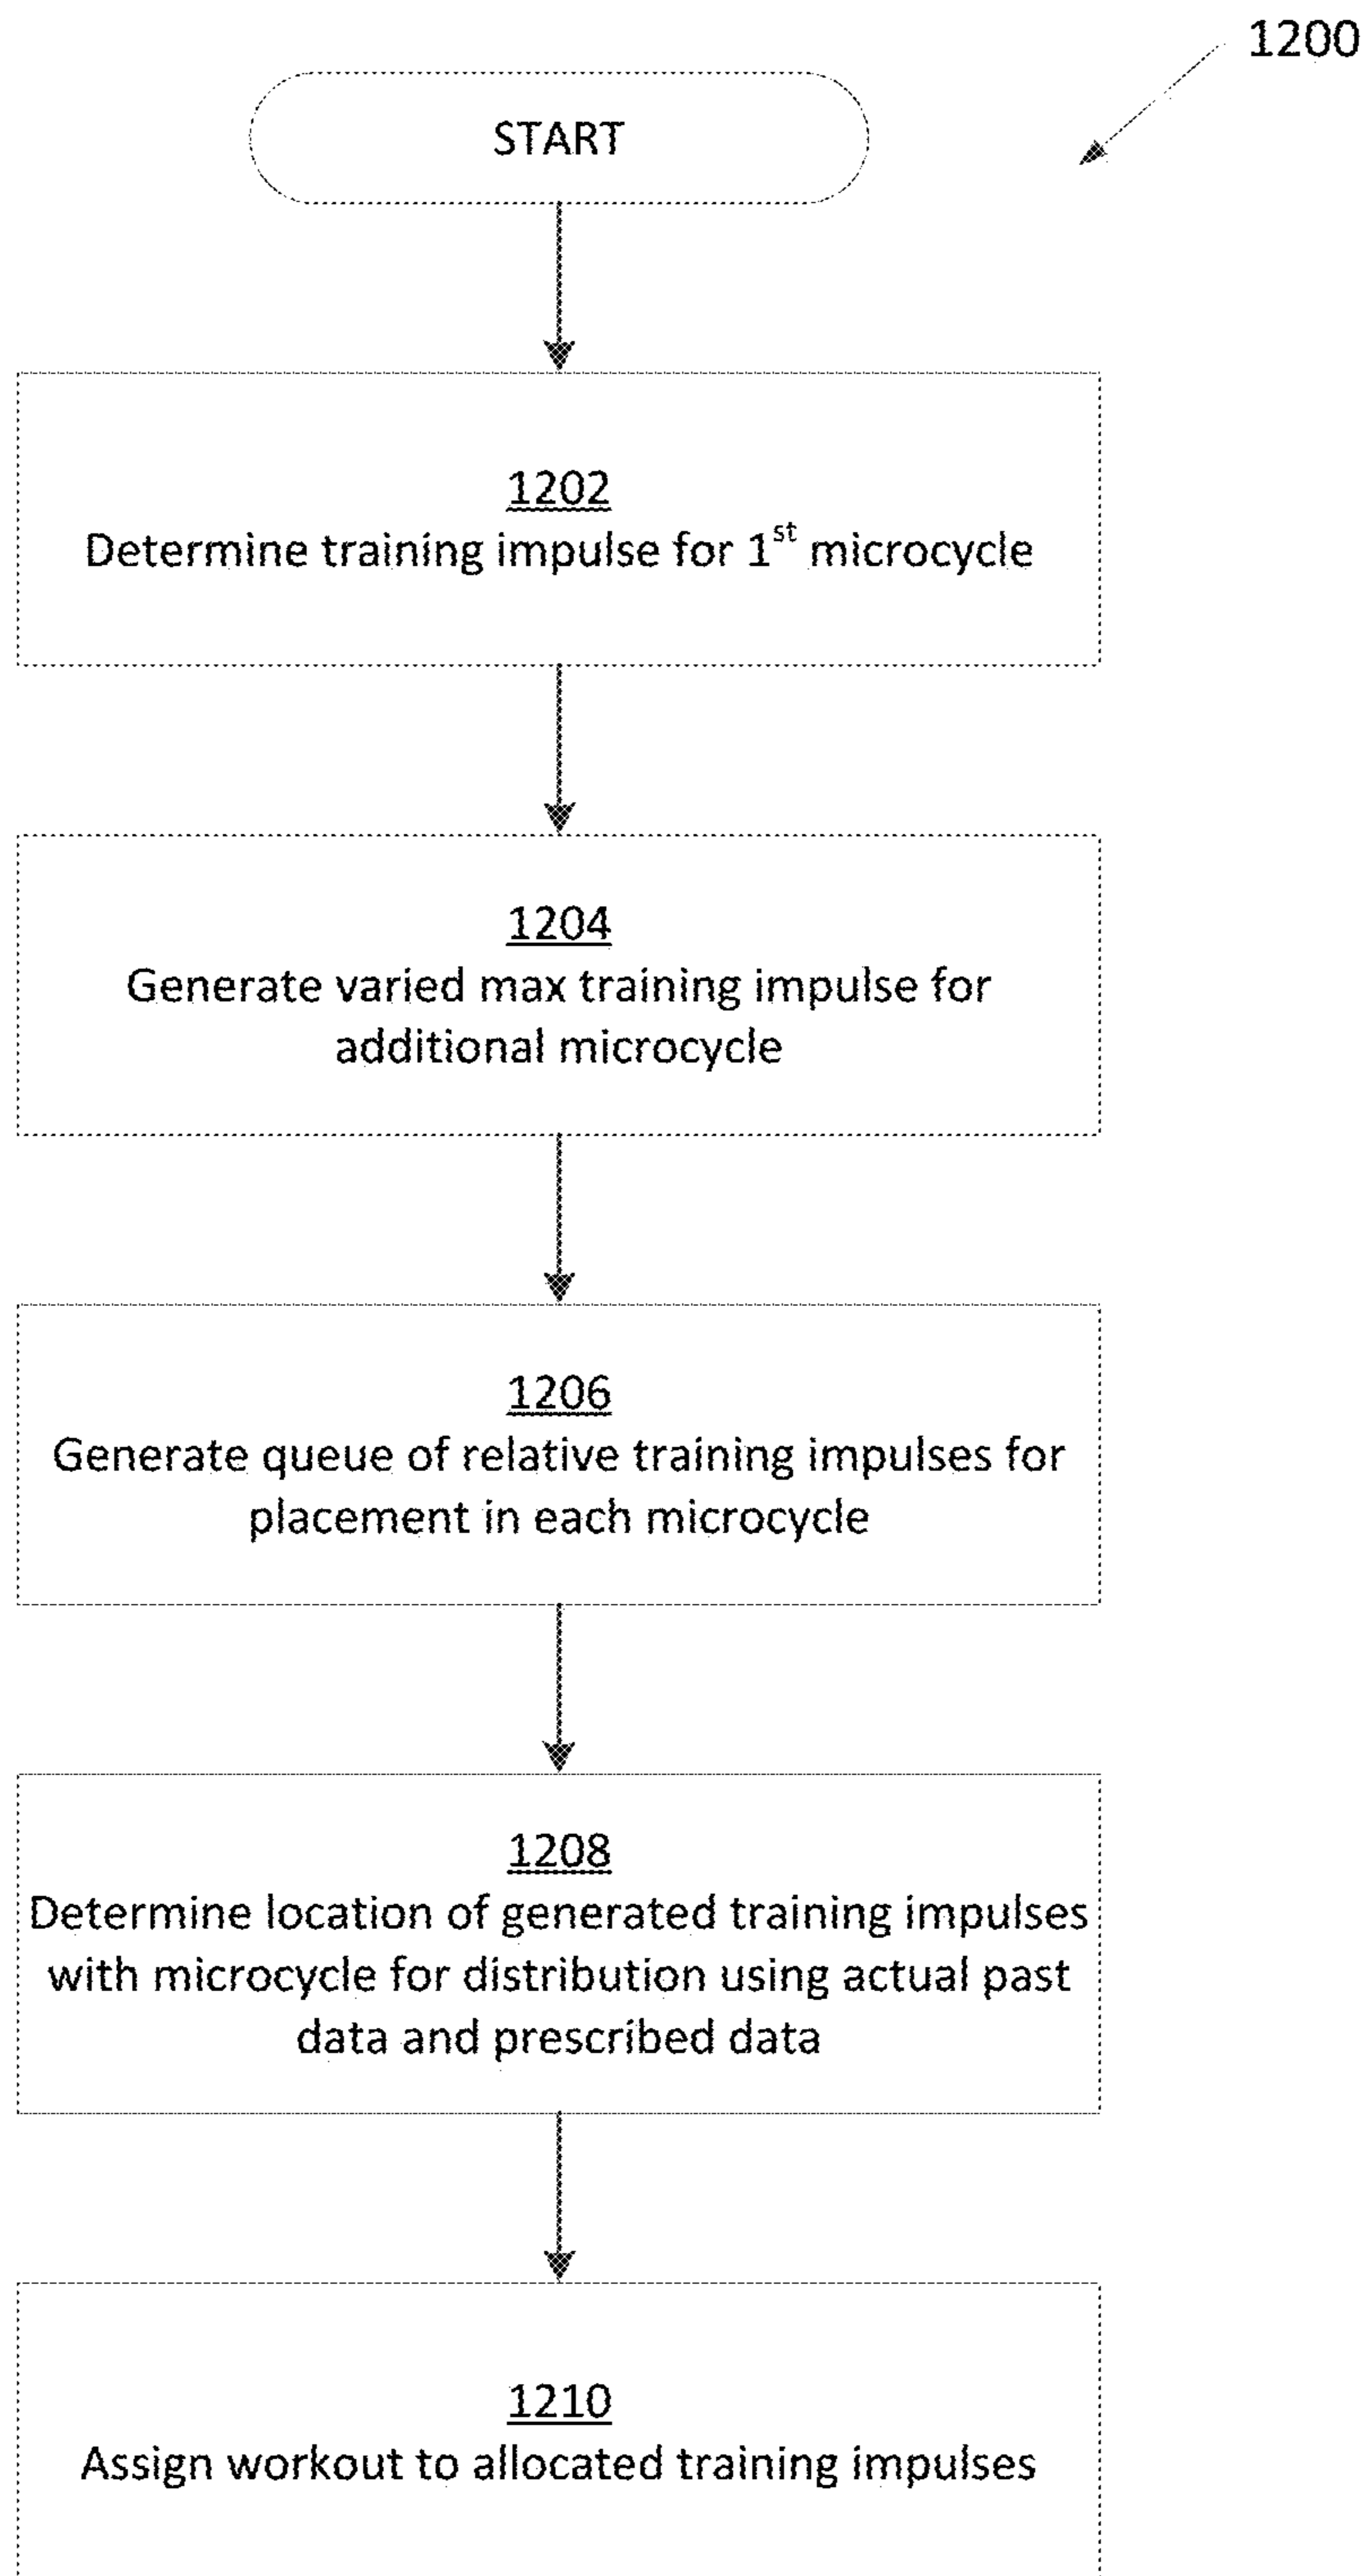 1200
START
1202
Determine training impulse for 1st microcycle
1204
Generate varied max training impulse for
additional microcycle
1206
Generate queue of relative training impulses for
placement in each microcycle
1208
Determine location of generated training impulses
with microcycle for distribution using actual past
data and prescribed data
1210
Assign workout to allocated training impulses